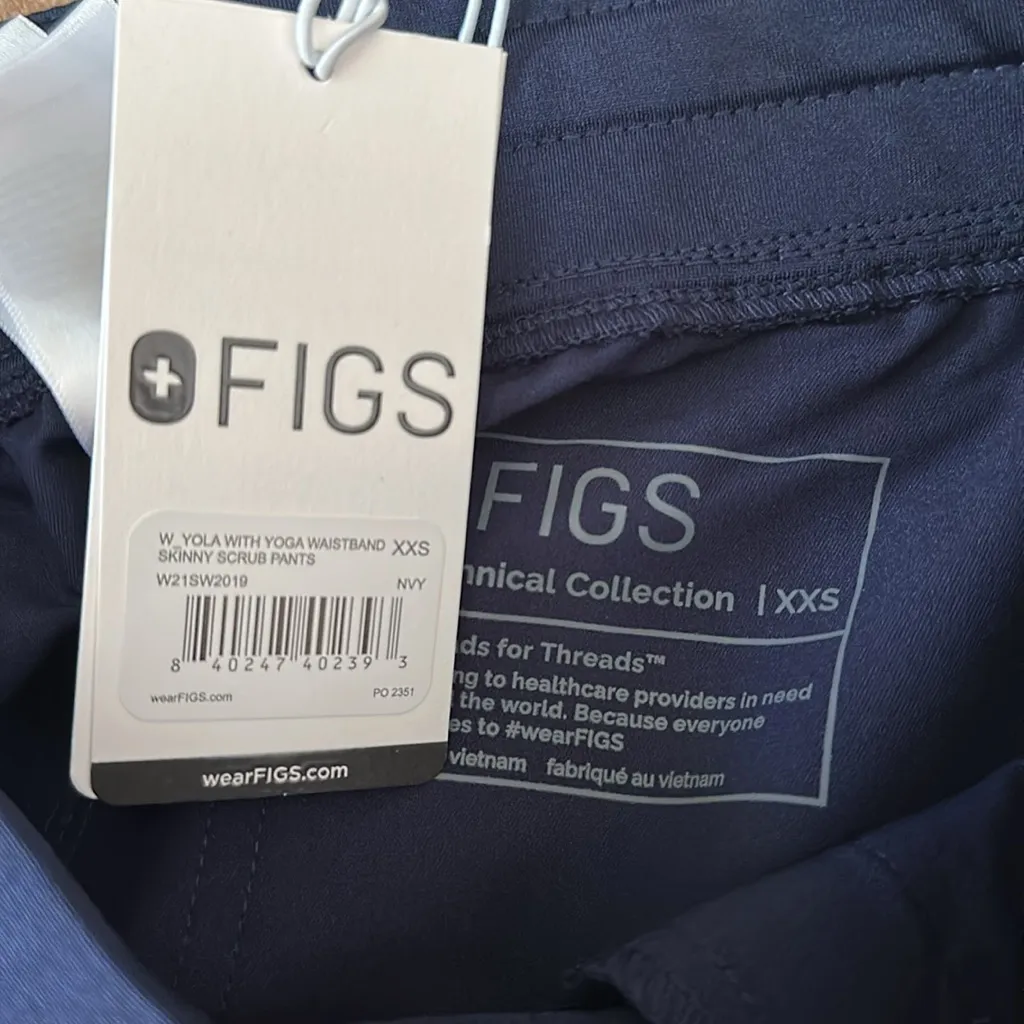 FIGS
W_YOLA WITH YOGA WAISTBAND XXS
SKINNY SCRUB PANTS
W21SW2019 NVY
8 40247 40239 3
wearFIGS.com PO 2351
wearFIGS.com
FIGS
hnical Collection | XXS
ds for Threads™
ng to healthcare providers in need
the world. Because everyone
es to #wearFIGS
vietnam fabriqué au vietnam